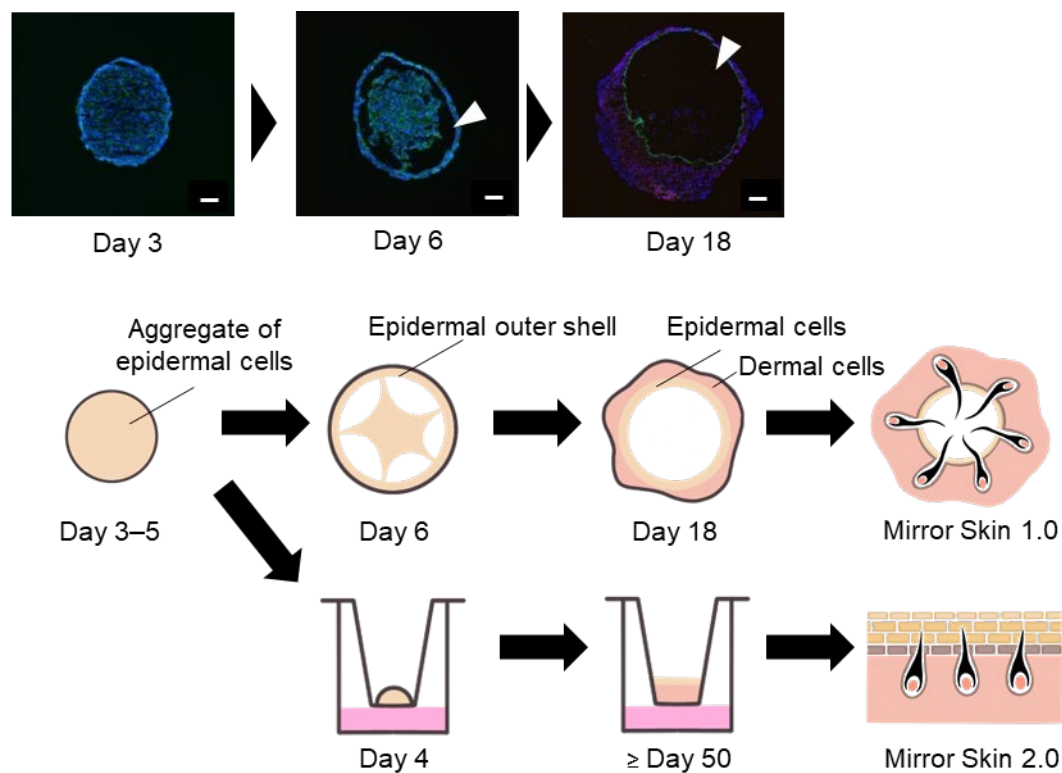 Day 3
Day 6
Day 18
Aggregate of
epidermal cells
Epidermal outer shell
Epidermal cells
Dermal cells
Day 3–5
Day 6
Day 18
Mirror Skin 1.0
Day 4
≥ Day 50
Mirror Skin 2.0